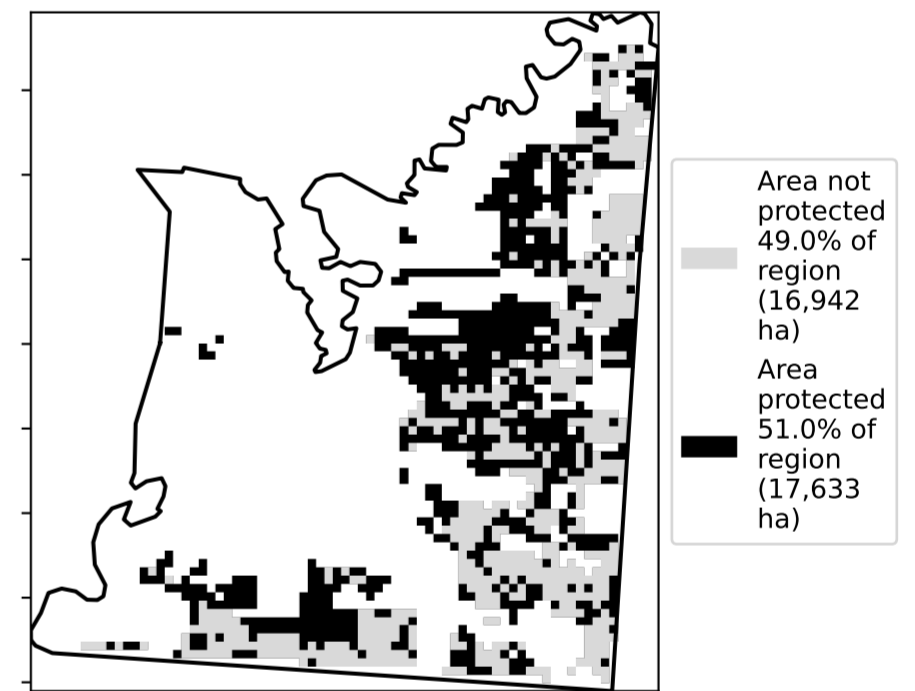 Area not
protected
49.0% of
region
(16,942
ha)
Area
protected
51.0% of
region
(17,633
ha)